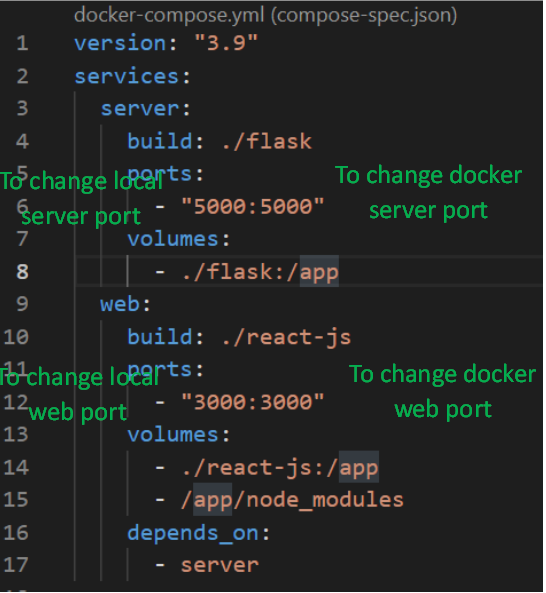 docker-compose.yml (compose-spec.json)
1 version: "3.9"
2 services:
3 server:
4 build: ./flask
5 ports:
To change local
server port
To change docker
server port
6 - "5000:5000"
7 volumes:
8 - ./flask:/app
9 web:
10 build: ./react-js
11 ports:
To change local
web port
To change docker
web port
12 - "3000:3000"
13 volumes:
14 - ./react-js:/app
15 - /app/node_modules
16 depends_on:
17 - server